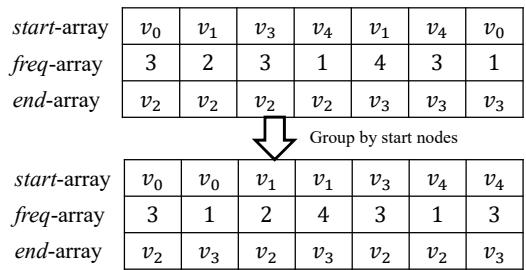 start-array v₀ v₁ v₃ v₄ v₁ v₄ v₀
freq-array 3 2 3 1 4 3 1
end-array v₂ v₂ v₂ v₂ v₃ v₃ v₃
Group by start nodes
start-array v₀ v₀ v₁ v₁ v₃ v₄ v₄
freq-array 3 1 2 4 3 1 3
end-array v₂ v₃ v₂ v₃ v₂ v₂ v₃